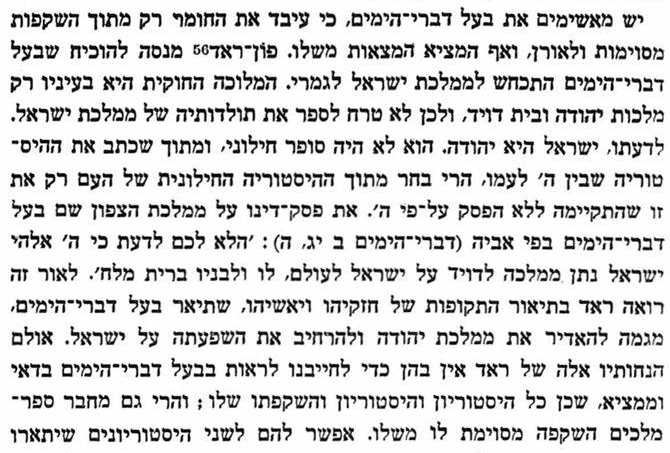 יש מאשימים את בעל דברי־הימים, כי עיבד את החומר רק מתוך השקפות
מסוימות ולאורן, ואף המציא המצאות משלו. פון־ראד56 מנסה להוכיח שבעל
דברי־הימים התכחש לממלכת ישראל לגמרי. המלוכה החוקית היא בעיניו רק
מלכות יהודה ובית דויד, ולכן לא טרח לספר את תולדותיה של ממלכת ישראל.
לדעתו, ישראל היא יהודה. הוא לא היה סופר חילוני, ומתוך שכתב את ההיס־
טוריה שבין ה׳ לעמו, הרי בחר מתוך ההיסטוריה החילונית של העם רק את
זו שהתקיימה ללא הפסק על־פי ה׳. את פסק־דינו על ממלכת הצפון שם בעל
דברי־הימים בפי אביה (דברי־הימים ב יג, ה): ׳הלא לכם לדעת כי ה׳ אלהי
ישראל נתן ממלכה לדויד על ישראל לעולם, לו ולבניו ברית מלח׳. לאור זה
רואה ראד בתיאור התקופות של חזקיהו ויאשיהו, שתיאר בעל דברי־הימים,
מגמה להאדיר את ממלכת יהודה ולהרחיב את השפעתה על ישראל. אולם
הנחותיו אלה של ראד אין בהן כדי לחייבנו לראות בבעל דברי־הימים בדאי
וממציא, שכן כל היסטוריון והיסטוריון והשקפתו שלו; והרי גם מחבר ספר־
מלכים השקפה מסוימת לו משלו. אפשר להם לשני היסטוריונים שיתארו